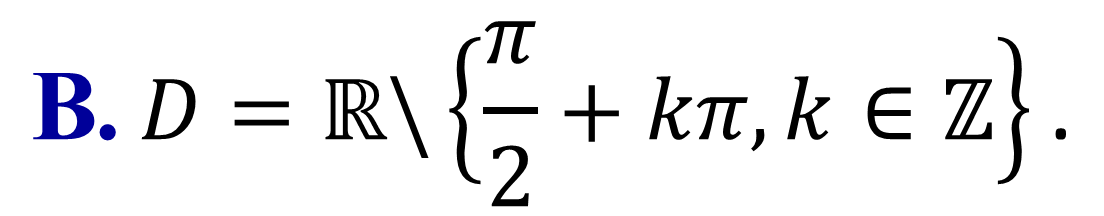 B. D = ℝ\{π/2 + kπ, k ∈ ℤ}.